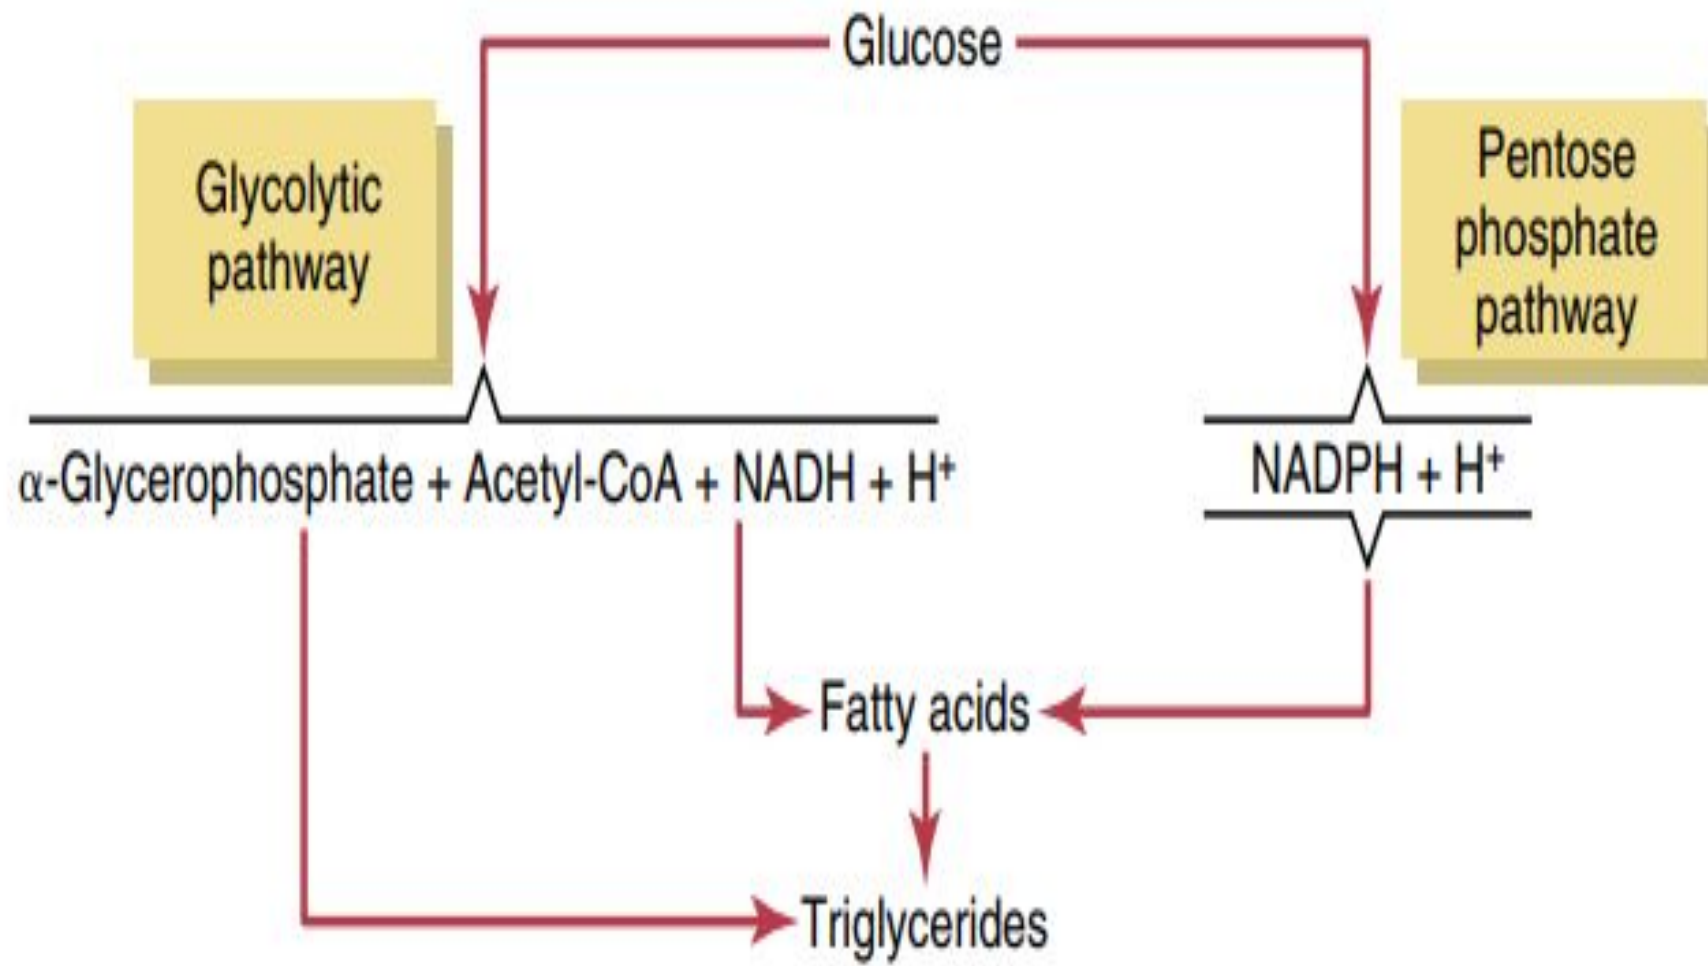 Glucose
Glycolytic
pathway
Pentose
phosphate
pathway
α-Glycerophosphate + Acetyl-CoA + NADH + H⁺
NADPH + H⁺
Fatty acids
Triglycerides